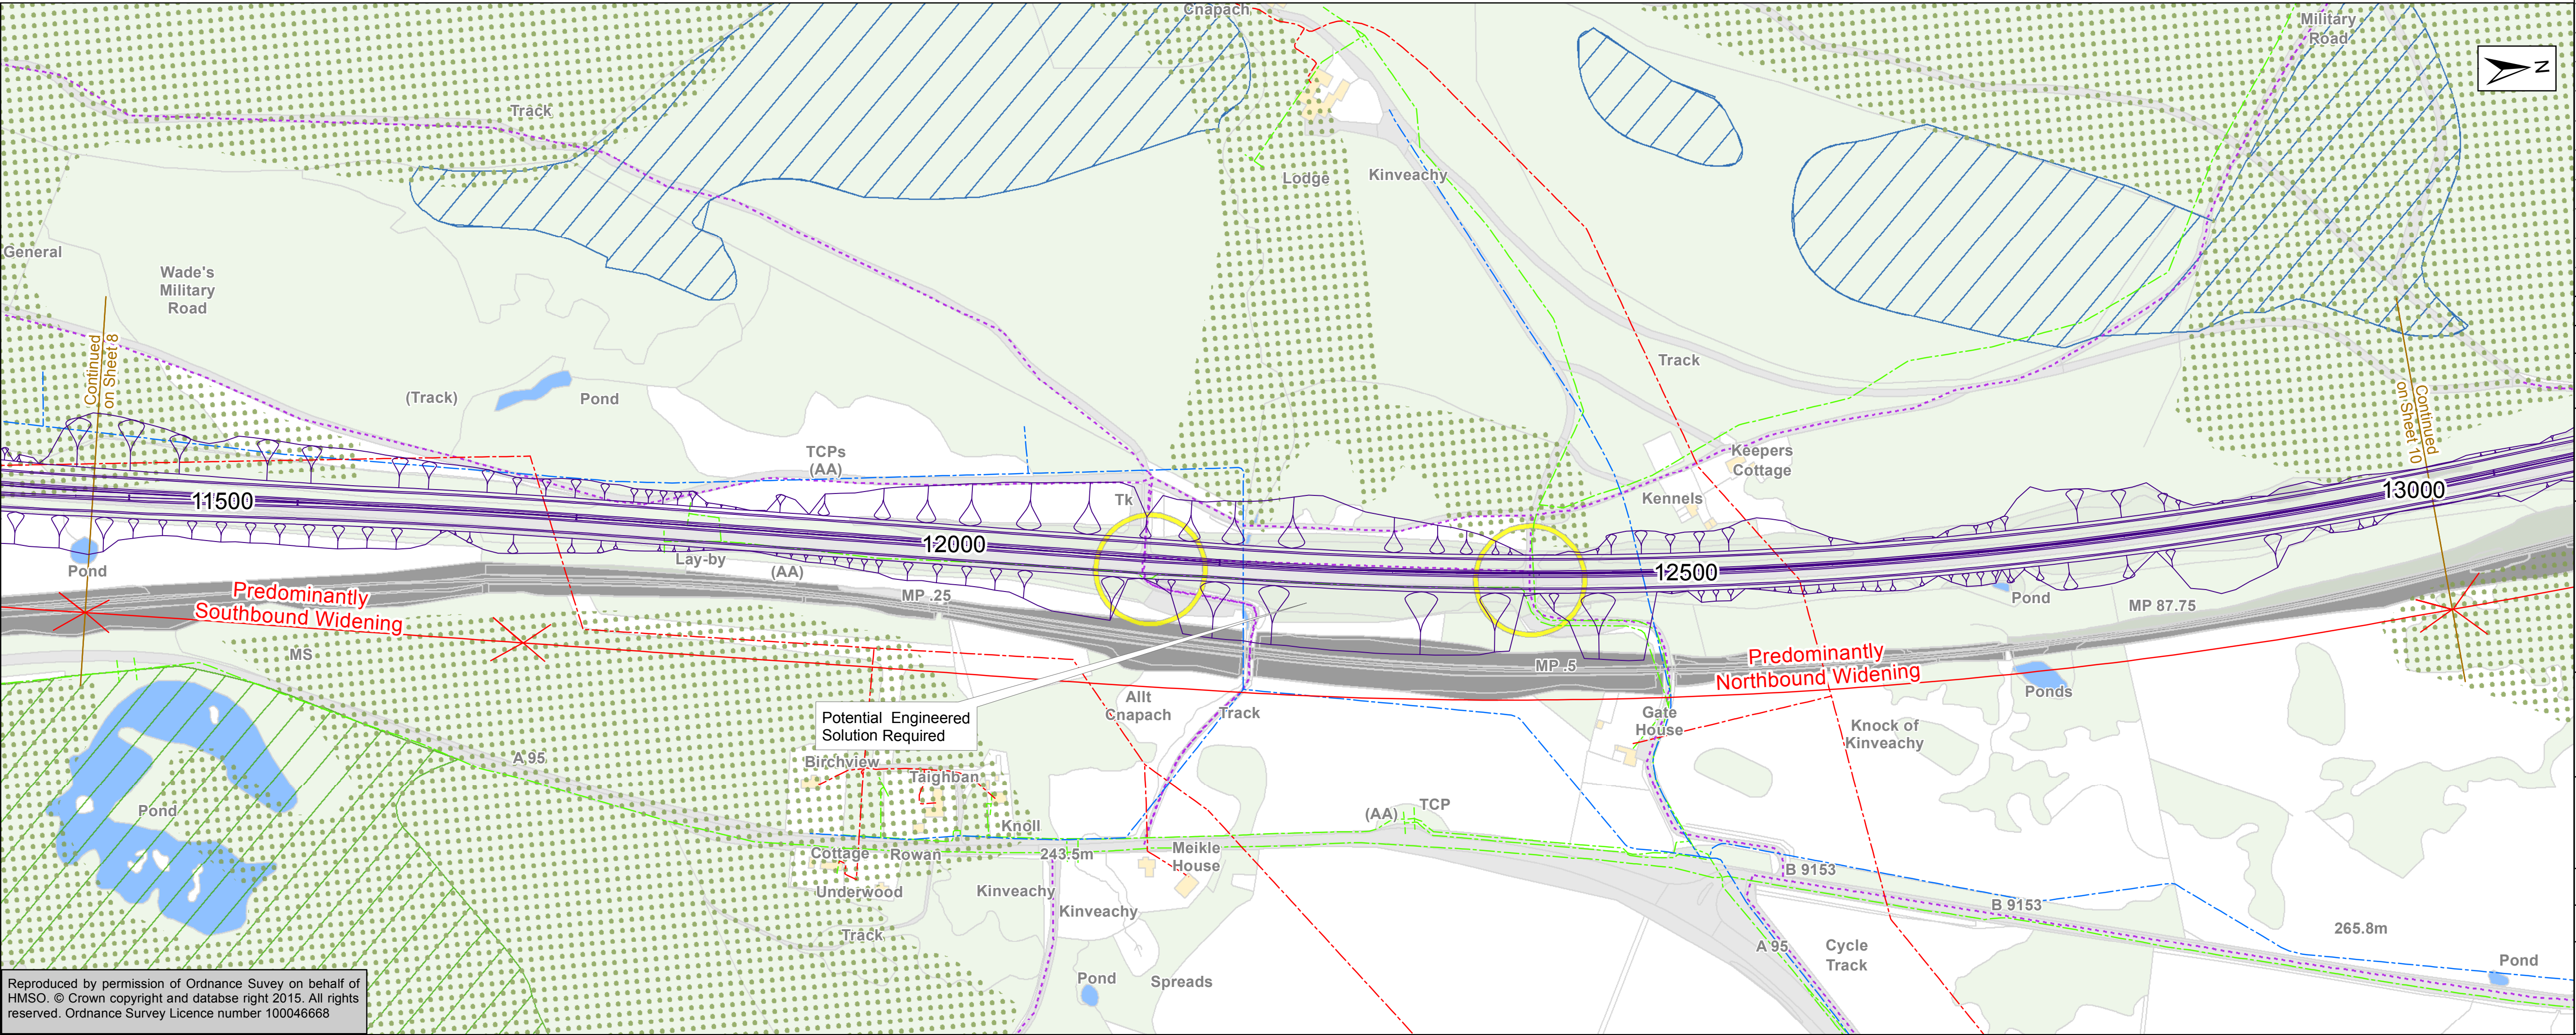 Cnapach
Military
Road
N
Track
Lodge
Kinveachy
General
Wade's
Military
Road
Continued
on Sheet 8
(Track)
Pond
Track
TCPs
(AA)
Keepers
Cottage
Kennels
Tk
Continued
on Sheet 10
11500
12000
12500
13000
Pond
Lay-by
(AA)
MP .25
Predominantly
Southbound Widening
MS
MP .5
Predominantly
Northbound Widening
Pond
MP 87.75
Ponds
Potential Engineered
Solution Required
Allt
Cnapach
Track
Gate
House
Knock of
Kinveachy
A 95
Birchview
Taighban
Pond
Knoll
(AA)
TCP
Cottage
Rowan
243.5m
Meikle
House
Underwood
Kinveachy
Kinveachy
B 9153
B 9153
Track
A 95
Cycle
Track
265.8m
Pond
Pond
Spreads
Reproduced by permission of Ordnance Suvey on behalf of
HMSO. © Crown copyright and databse right 2015. All rights
reserved. Ordnance Survey Licence number 100046668